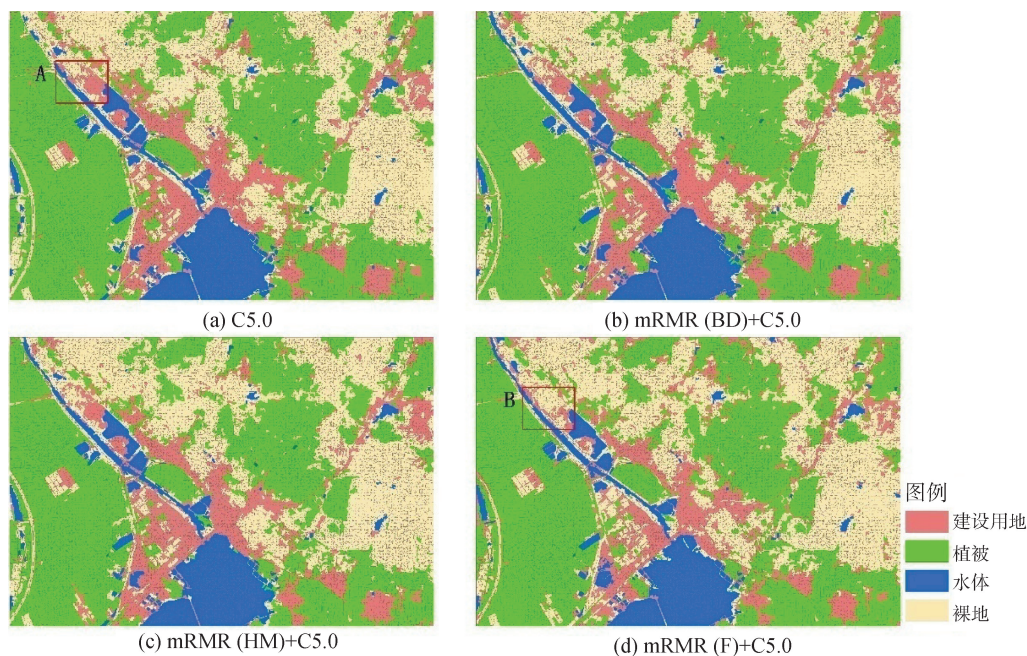 A
(a) C5.0
(b) mRMR (BD)+C5.0
B
(c) mRMR (HM)+C5.0
(d) mRMR (F)+C5.0
图例
建设用地
植被
水体
裸地